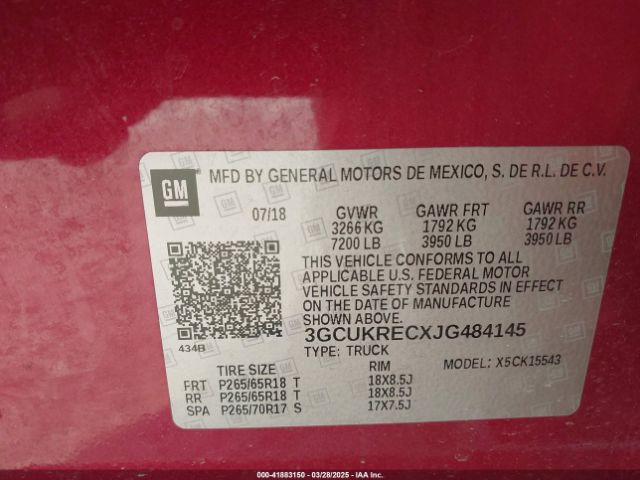 GM
MFD BY GENERAL MOTORS DE MEXICO, S. DE R.L. DE C.V.
07/18 GVWR GAWR FRT GAWR RR
3266 KG 1792 KG 1792 KG
7200 LB 3950 LB 3950 LB
THIS VEHICLE CONFORMS TO ALL
APPLICABLE U.S. FEDERAL MOTOR
VEHICLE SAFETY STANDARDS IN EFFECT
ON THE DATE OF MANUFACTURE
SHOWN ABOVE.
434B 3GCUKRECXJG484145
TYPE: TRUCK MODEL: X5CK15543
TIRE SIZE RIM
FRT P265/65R18 T 18X8.5J
RR P265/65R18 T 18X8.5J
SPA P265/70R17 S 17X7.5J
000-41883150 | 03/28/2025 | IAA Inc.